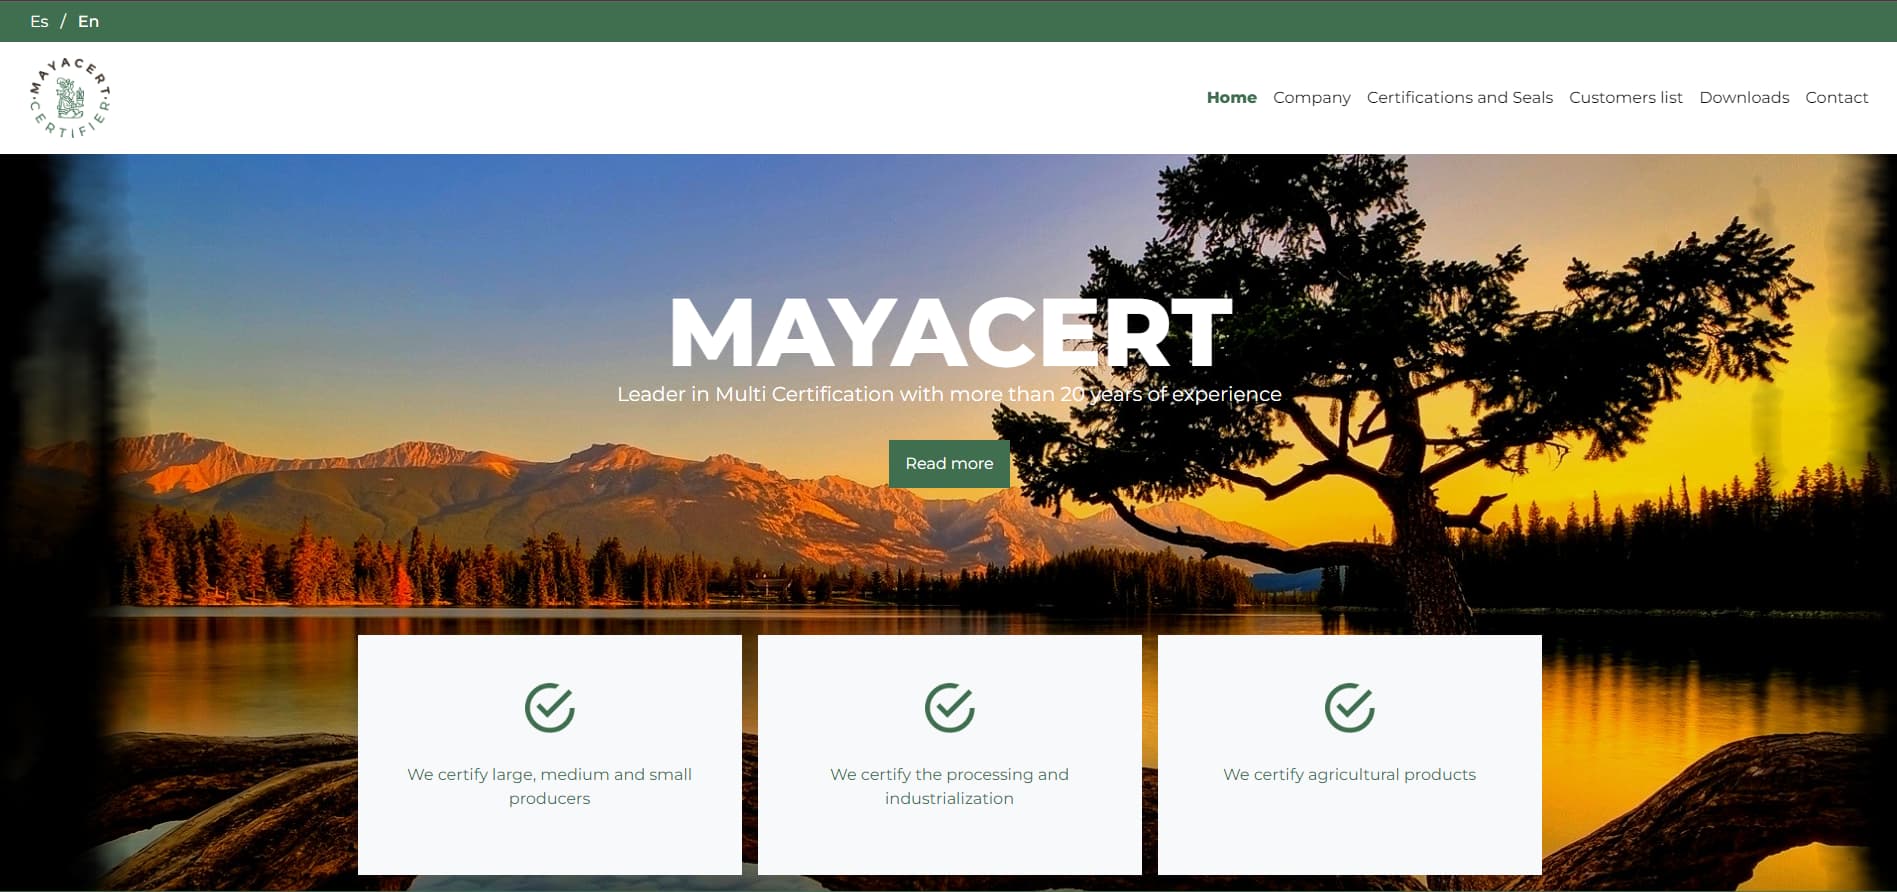 Es / En
MAYACERT
CERTIFIER
Home Company Certifications and Seals Customers list Downloads Contact
MAYACERT
Leader in Multi Certification with more than 20 years of experience
Read more
We certify large, medium and small
producers
We certify the processing and
industrialization
We certify agricultural products